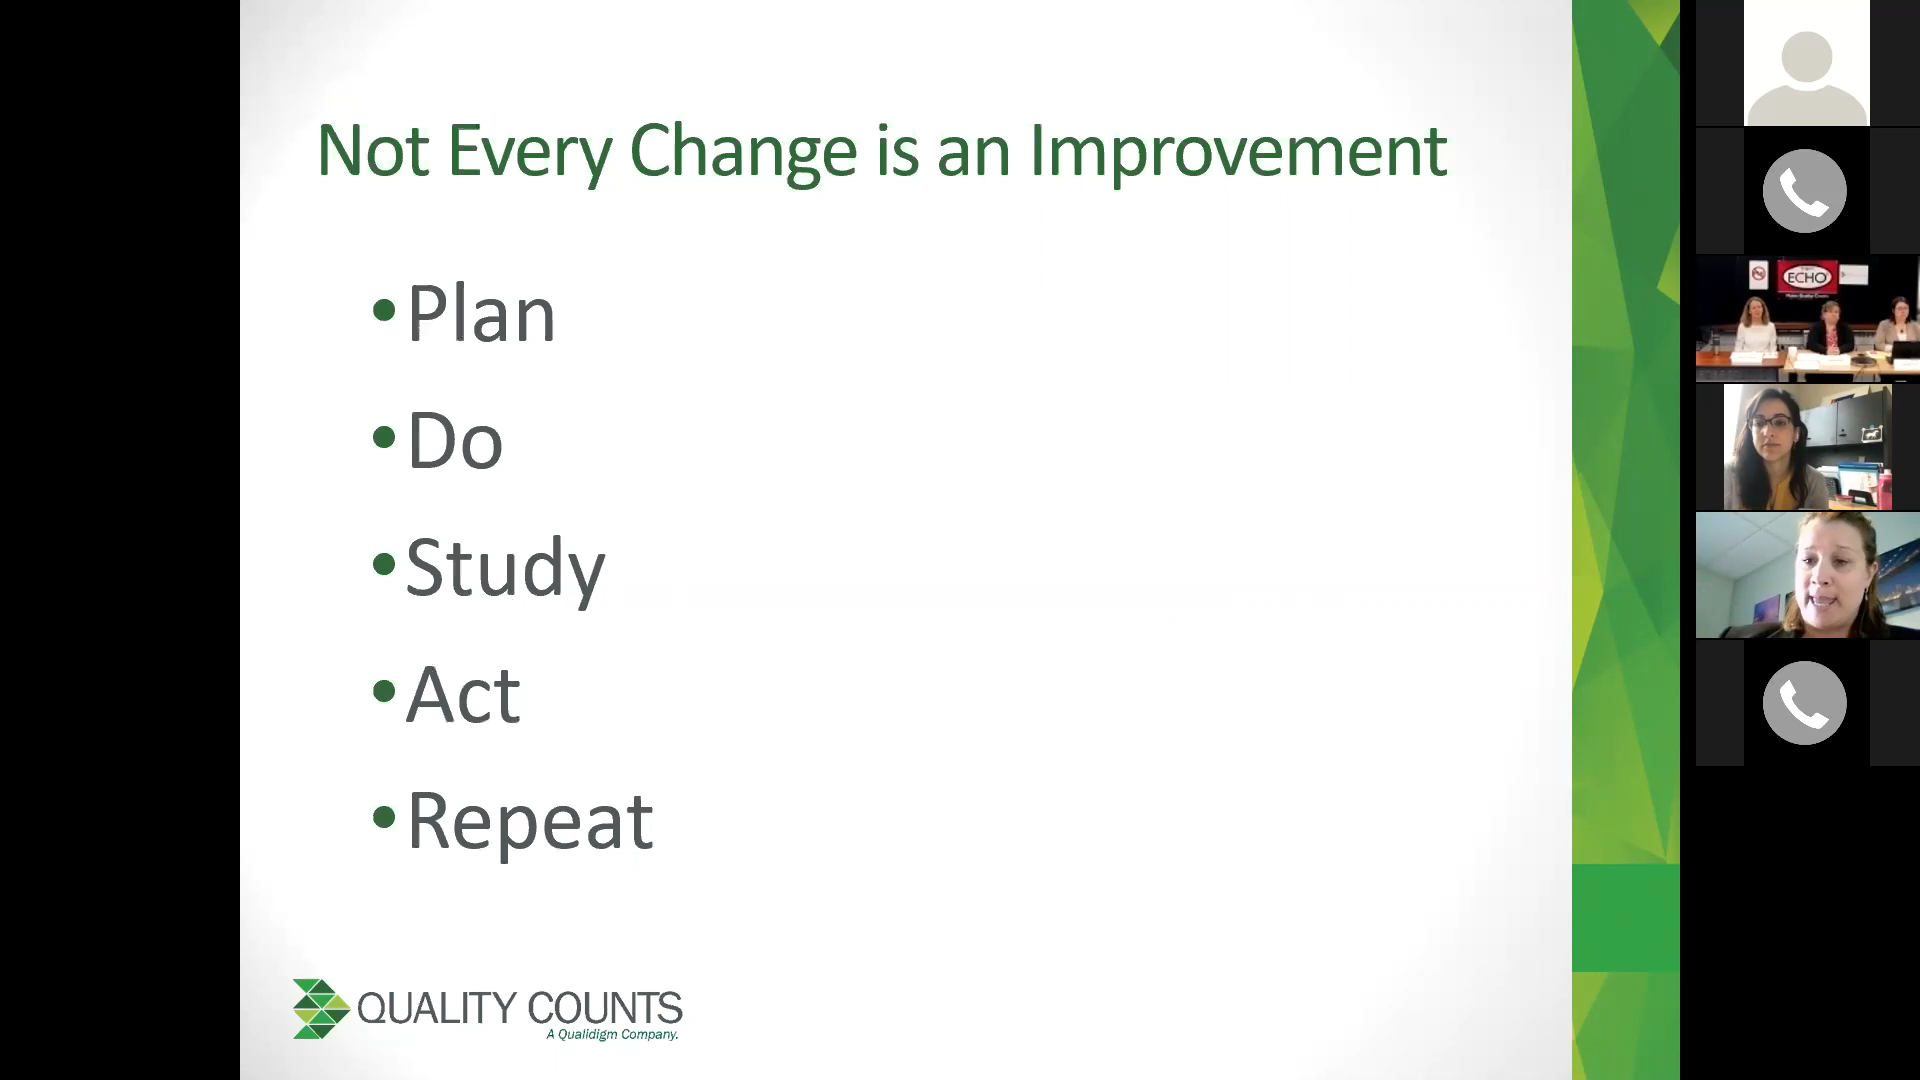 Not Every Change is an Improvement
•Plan
•Do
•Study
•Act
•Repeat
QUALITY COUNTS
A Qualidigm Company.
ECHO